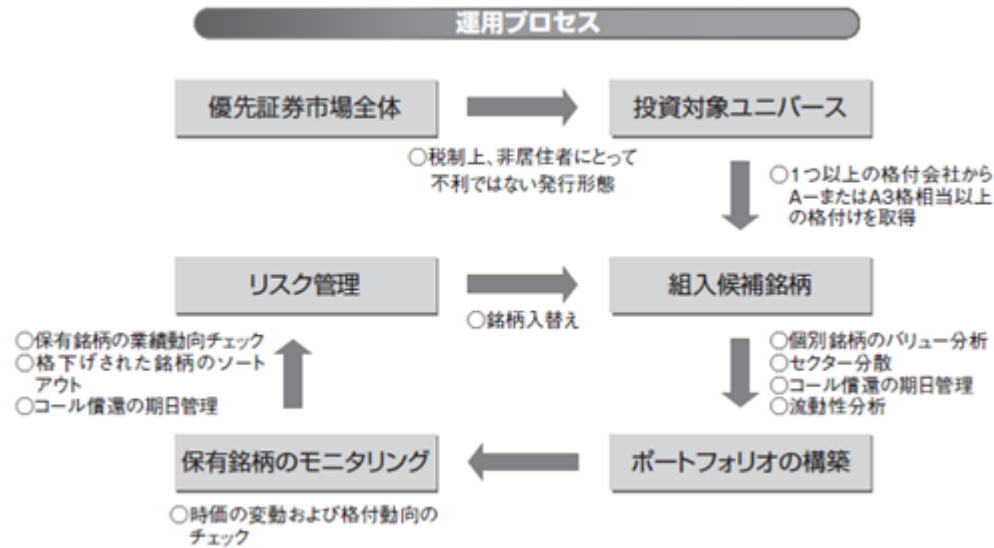 運用プロセス
優先証券市場全体
投資対象ユニバース
○税制上、非居住者にとって
不利ではない発行形態
○1つ以上の格付会社から
A－またはA3格相当以上
の格付けを取得
リスク管理
組入候補銘柄
○銘柄入替え
○保有銘柄の業績動向チェック
○格下げされた銘柄のソート
アウト
○コール償還の期日管理
○個別銘柄のバリュー分析
○セクター分散
○コール償還の期日管理
○流動性分析
保有銘柄のモニタリング
ポートフォリオの構築
○時価の変動および格付動向の
チェック